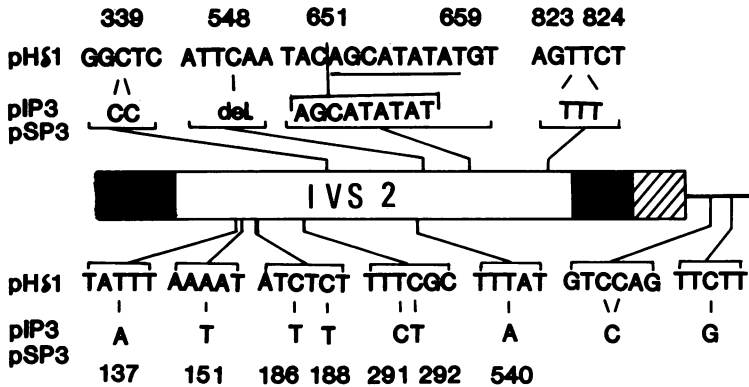 339 548 651 659 823 824
pHδ1 GGCTC ATTCAA TACAGCATATATGT AGTTCT
pIP3 CC del. AGCATATAT TTT
pSP3
IVS 2
pHδ1 TATTT AAAAT ATCTCT TTTCGC TTTAT GTCCAG TTCTT
pIP3 A T T T CT A C G
pSP3
137 151 186 188 291 292 540